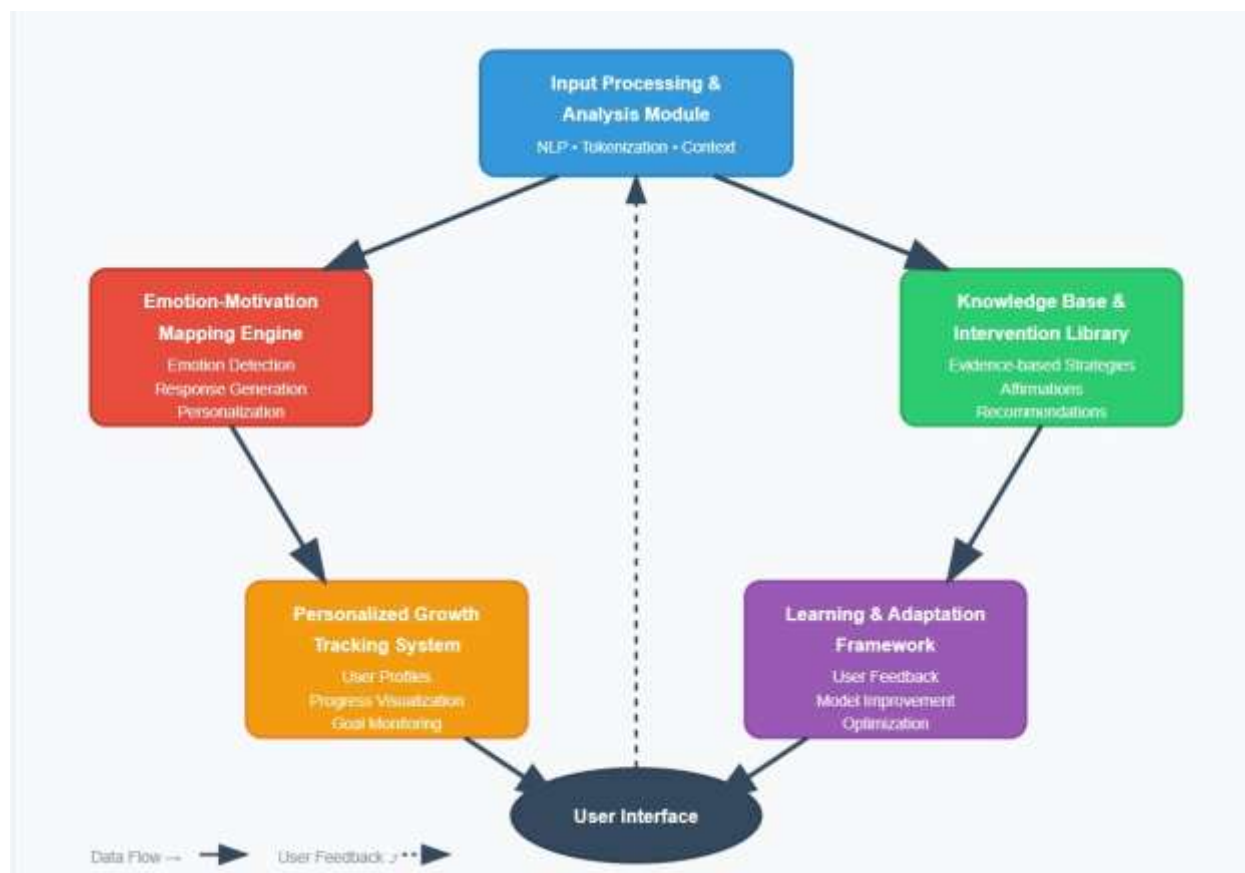 Input Processing &
Analysis Module
NLP • Tokenization • Context
Emotion-Motivation
Mapping Engine
Emotion Detection
Response Generation
Personalization
Knowledge Base &
Intervention Library
Evidence-based Strategies
Affirmations
Recommendations
Personalized Growth
Tracking System
User Profiles
Progress Visualization
Goal Monitoring
Learning & Adaptation
Framework
User Feedback
Model Improvement
Optimization
User Interface
Data Flow →
User Feedback ⤴